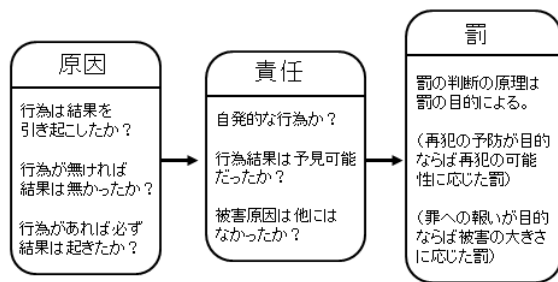 原因
行為は結果を
引き起こしたか？
行為が無ければ
結果は無かったか？
行為があれば必ず
結果は起きたか？
責任
自発的な行為か？
行為結果は予見可能
だったか？
被害原因は他には
なかったか？
罰
罰の判断の原理は
罰の目的による。
（再犯の予防が目的
ならば再犯の可能
性に応じた罰）
（罪への報いが目的
ならば被害の大きさ
に応じた罰）